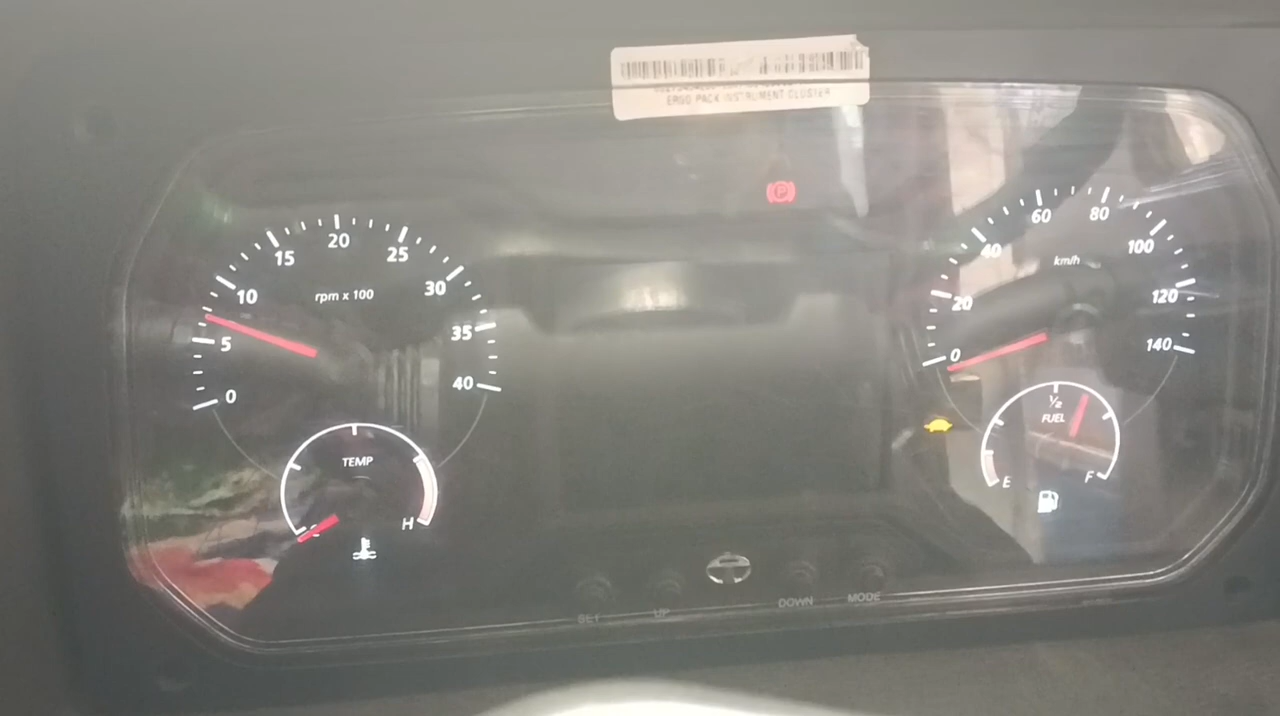 ERGO PACK INSTRUMENT CLUSTER
P
0
5
10
15
20
25
30
35
40
rpm x 100
TEMP
H
0
20
40
60
80
100
120
140
km/h
½
FUEL
E
F
SET
UP
DOWN
MODE